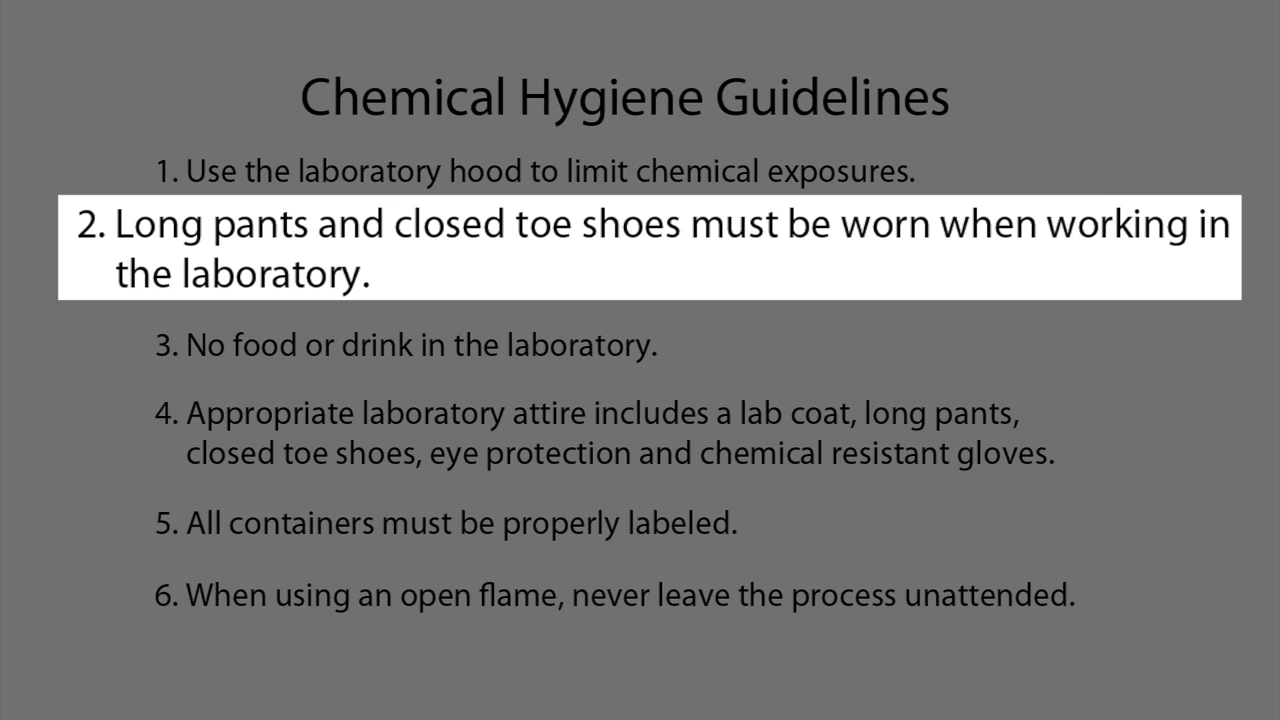 Chemical Hygiene Guidelines
1. Use the laboratory hood to limit chemical exposures.
2. Long pants and closed toe shoes must be worn when working in
the laboratory.
3. No food or drink in the laboratory.
4. Appropriate laboratory attire includes a lab coat, long pants,
closed toe shoes, eye protection and chemical resistant gloves.
5. All containers must be properly labeled.
6. When using an open flame, never leave the process unattended.